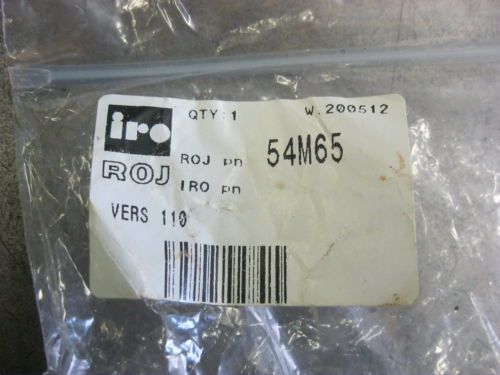 iro
QTY:1
W.200512
ROJ
ROJ pn 54M65
IRO pn
VERS 110